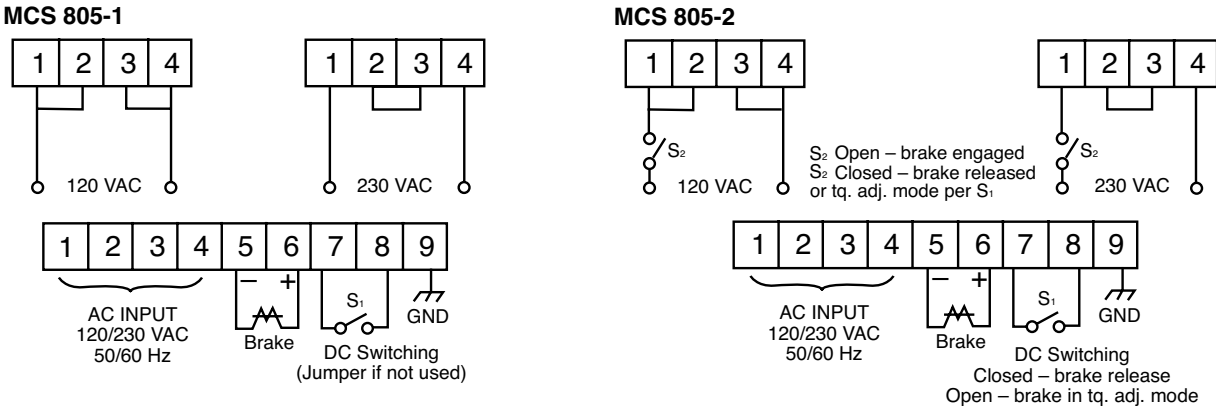 MCS 805-1
1 2 3 4
120 VAC
1 2 3 4
230 VAC
1 2 3 4 5 6 7 8 9
− +
AC INPUT
120/230 VAC
50/60 Hz
Brake
S₁
DC Switching
(Jumper if not used)
GND
MCS 805-2
1 2 3 4
S₂
120 VAC
S₂ Open – brake engaged
S₂ Closed – brake released
or tq. adj. mode per S₁
1 2 3 4
S₂
230 VAC
1 2 3 4 5 6 7 8 9
− +
AC INPUT
120/230 VAC
50/60 Hz
Brake
S₁
GND
DC Switching
Closed – brake release
Open – brake in tq. adj. mode